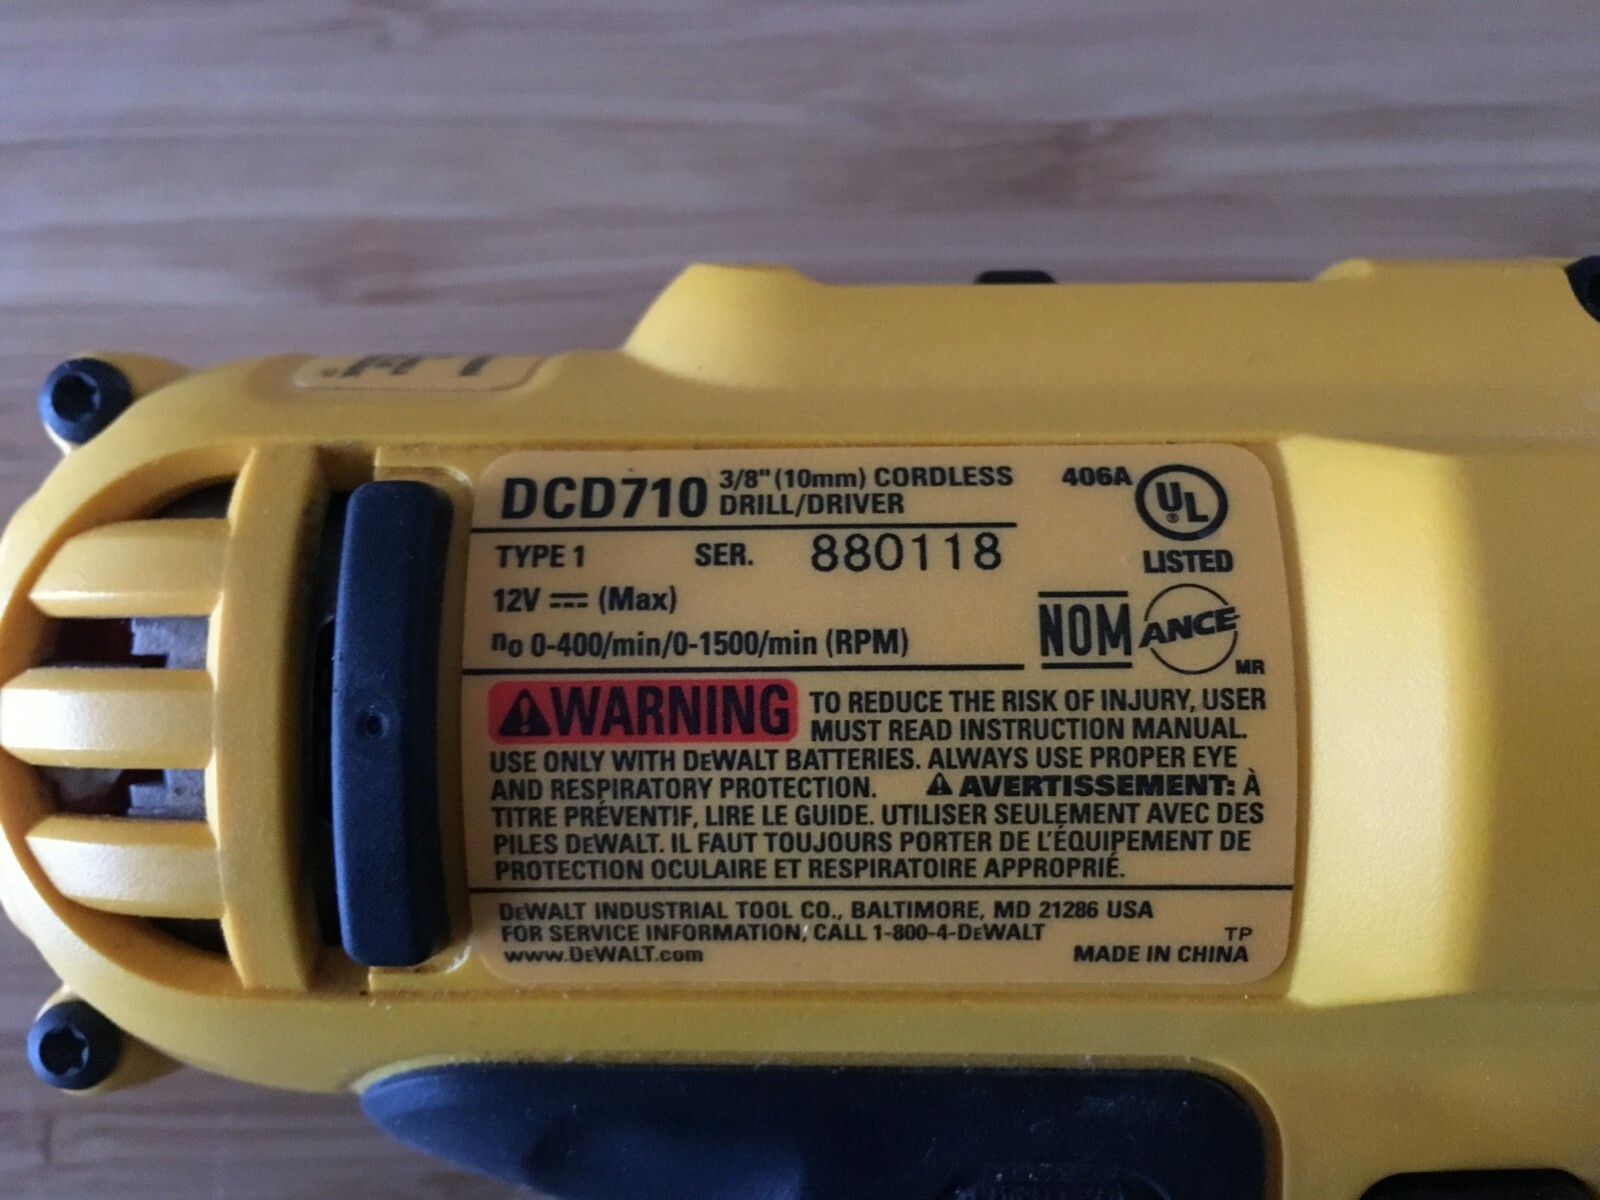 DCD710 3/8" (10mm) CORDLESS
DRILL/DRIVER
406A
UL
®
LISTED
TYPE 1 SER. 880118
12V ⎓ (Max)
no 0-400/min/0-1500/min (RPM)
NOM
ANCE
MR
⚠WARNING TO REDUCE THE RISK OF INJURY, USER
MUST READ INSTRUCTION MANUAL.
USE ONLY WITH DEWALT BATTERIES. ALWAYS USE PROPER EYE
AND RESPIRATORY PROTECTION. ⚠ AVERTISSEMENT: À
TITRE PRÉVENTIF, LIRE LE GUIDE. UTILISER SEULEMENT AVEC DES
PILES DEWALT. IL FAUT TOUJOURS PORTER DE L'ÉQUIPEMENT DE
PROTECTION OCULAIRE ET RESPIRATOIRE APPROPRIÉ.
DEWALT INDUSTRIAL TOOL CO., BALTIMORE, MD 21286 USA
FOR SERVICE INFORMATION, CALL 1-800-4-DEWALT
TP
www.DEWALT.com
MADE IN CHINA